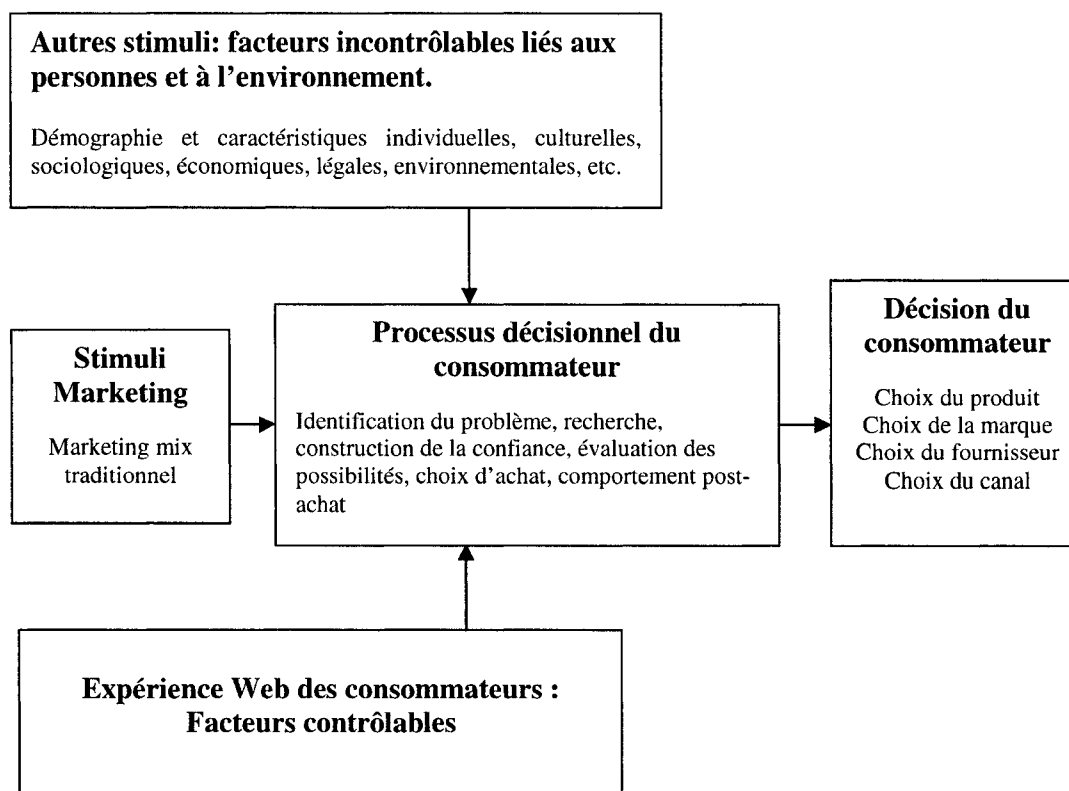 Autres stimuli: facteurs incontrôlables liés aux
personnes et à l'environnement.
Démographie et caractéristiques individuelles, culturelles,
sociologiques, économiques, légales, environnementales, etc.
Stimuli
Marketing
Marketing mix
traditionnel
Processus décisionnel du
consommateur
Identification du problème, recherche,
construction de la confiance, évaluation des
possibilités, choix d'achat, comportement post-
achat
Décision du
consommateur
Choix du produit
Choix de la marque
Choix du fournisseur
Choix du canal
Expérience Web des consommateurs :
Facteurs contrôlables